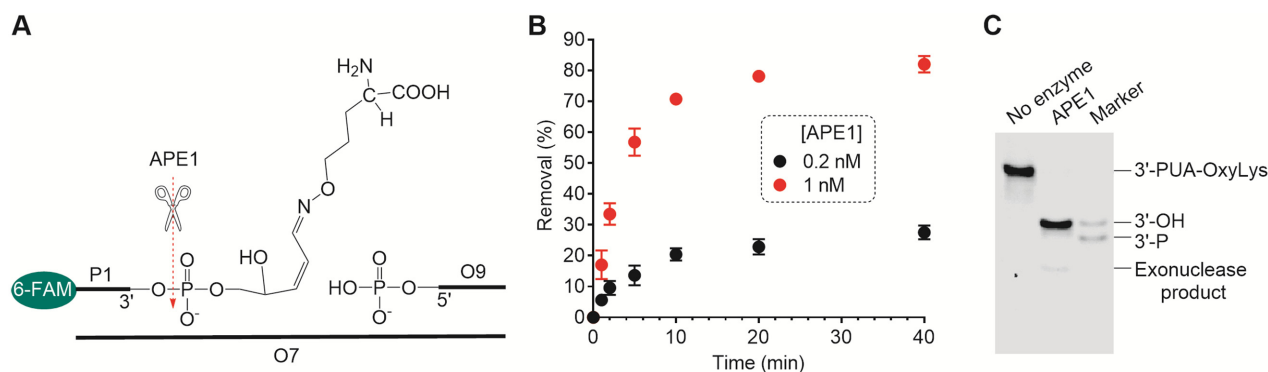 A
H₂N
C
COOH
H
APE1
O
N
HO
O
6-FAM
P1
3'
O
P
O
O⁻
O
HO
P
O
O⁻
O9
5'
O7
B
Removal (%)
90
80
70
60
50
40
30
20
10
0
0
10
20
30
40
Time (min)
[APE1]
0.2 nM
1 nM
C
No enzyme
APE1
Marker
3'-PUA-OxyLys
3'-OH
3'-P
Exonuclease
product